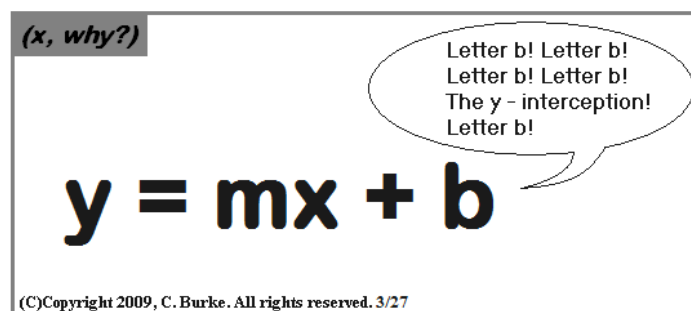 (x, why?)
Letter b! Letter b!
Letter b! Letter b!
The y - interception!
Letter b!
y = mx + b
(C)Copyright 2009, C. Burke. All rights reserved. 3/27